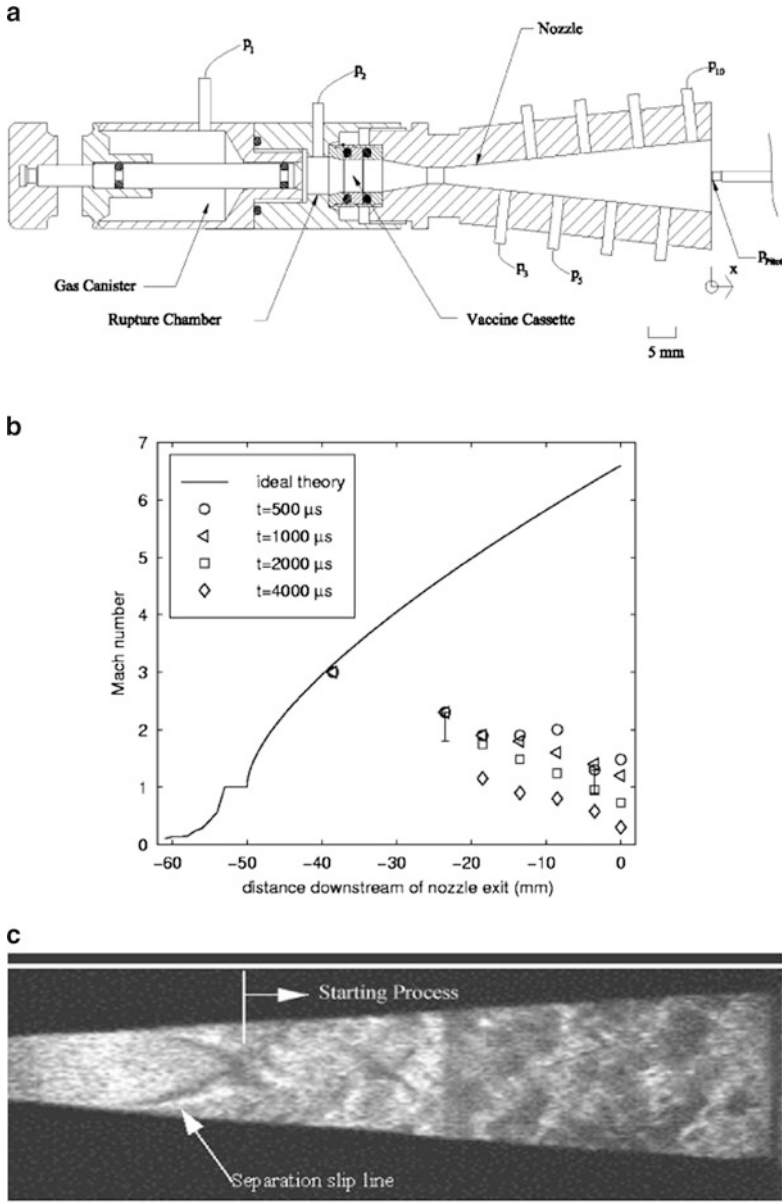 a
p1
p2
Nozzle
p10
Gas Canister
Rupture Chamber
Vaccine Cassette
p3
p5
pPitot
x
5 mm
b
7
6
5
4
3
2
1
0
Mach number
ideal theory
t=500 µs
t=1000 µs
t=2000 µs
t=4000 µs
−60 −50 −40 −30 −20 −10 0
distance downstream of nozzle exit (mm)
c
Starting Process
Separation slip line